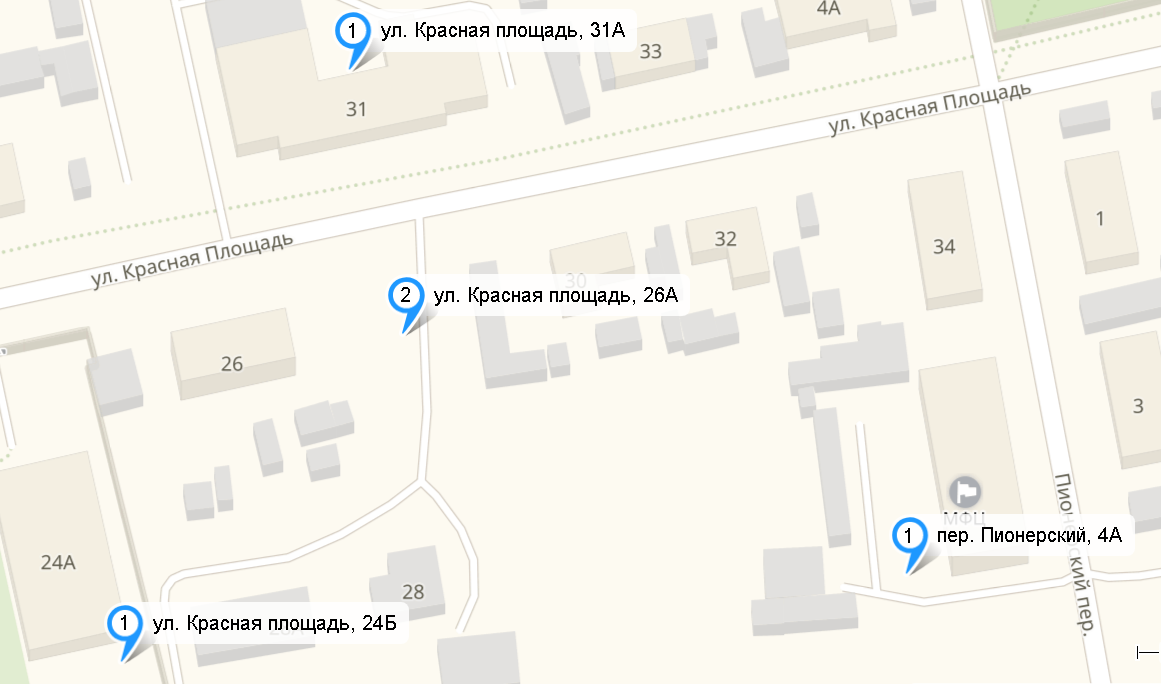 4А
1 ул. Красная площадь, 31А
33
31
ул. Красная Площадь
1
32
34
ул. Красная Площадь
30
2 ул. Красная площадь, 26А
26
3
МФЦ
Пионерский пер.
1 пер. Пионерский, 4А
24А
28
1 ул. Красная площадь, 24Б